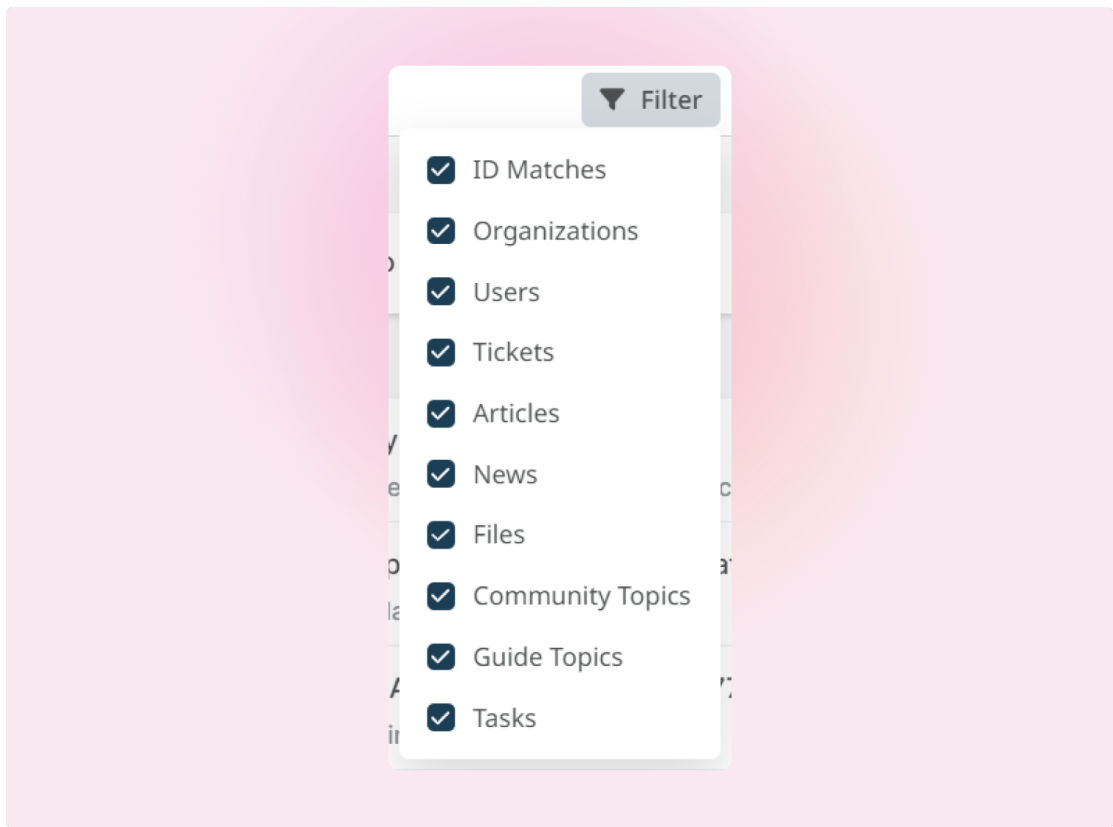 Filter
ID Matches
Organizations
Users
Tickets
Articles
News
Files
Community Topics
Guide Topics
Tasks